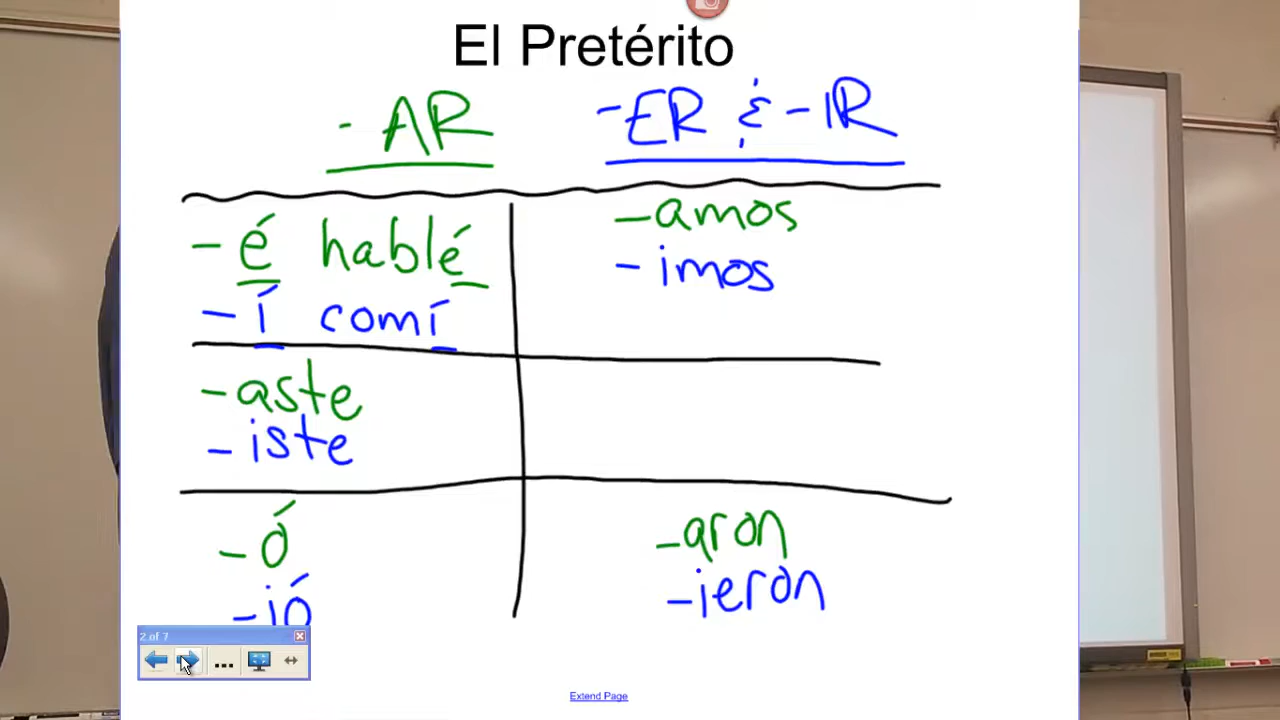 El Pretérito
-AR
-ER & -IR
-é hablé
-í comí
-amos
-imos
-aste
-iste
-ó
-ió
-aron
-ieron
2 of 7
...
Extend Page